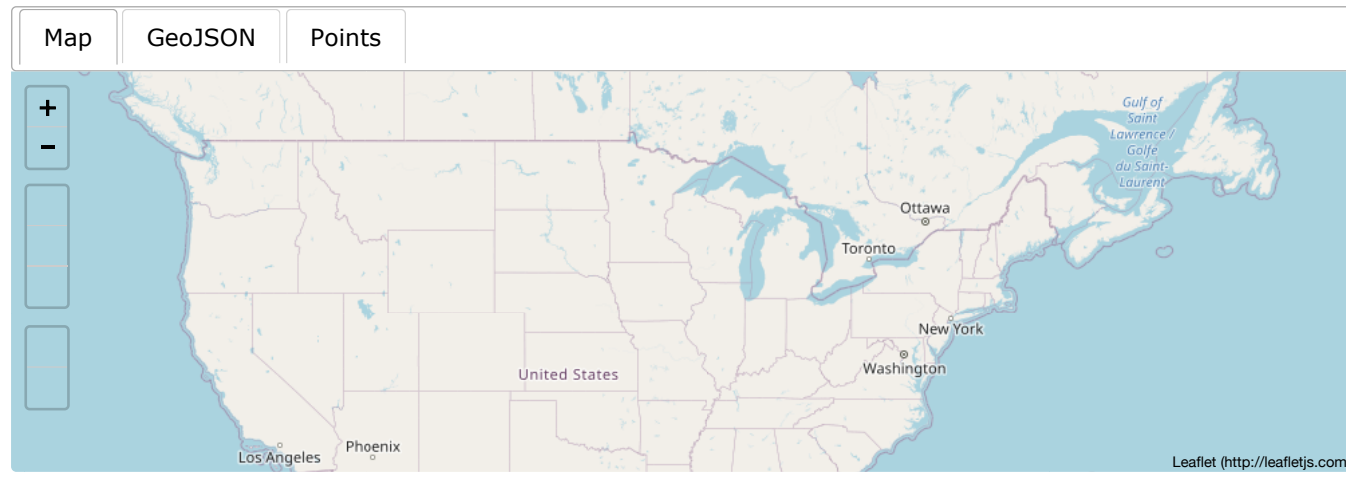 Map
GeoJSON
Points
+
−
Gulf of
Saint
Lawrence /
Golfe
du Saint-
Laurent
Ottawa
Toronto
New York
Washington
United States
Phoenix
Los Angeles
Leaflet (http://leafletjs.com